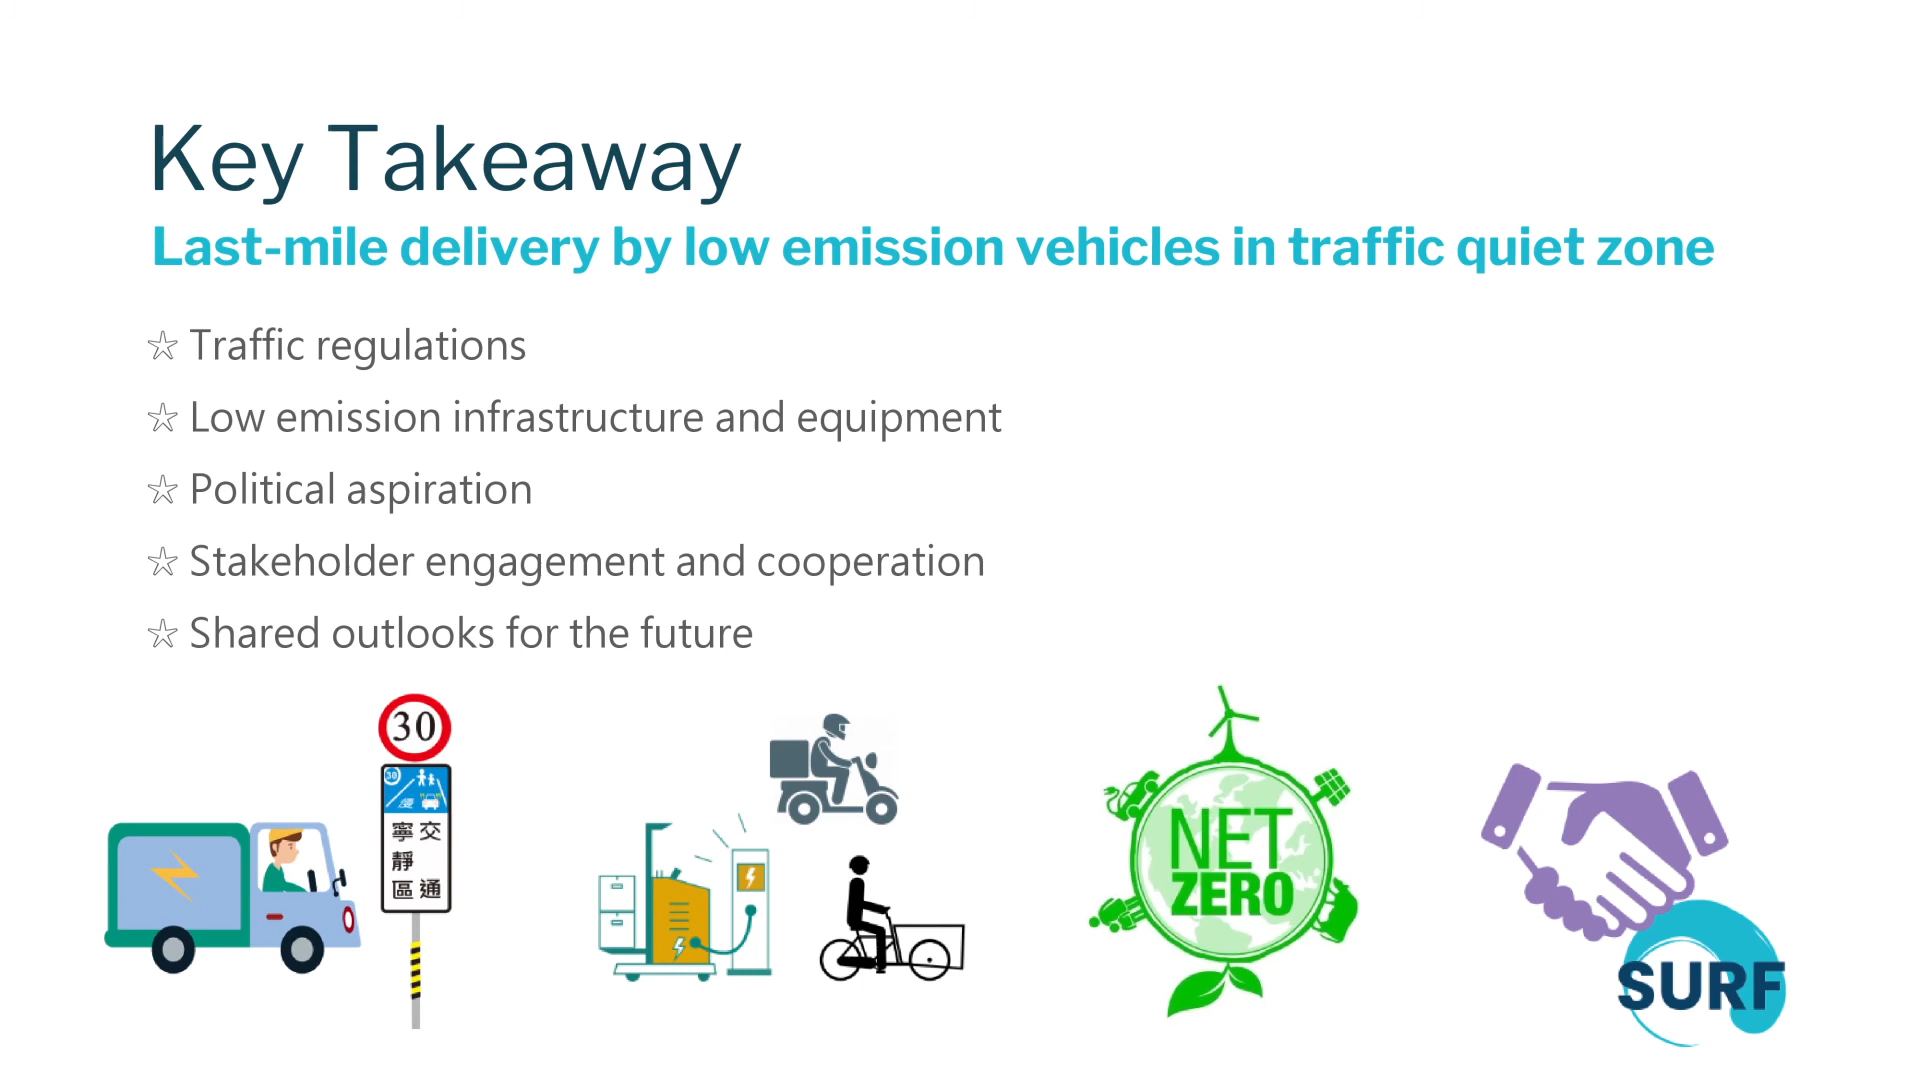 Key Takeaway
Last-mile delivery by low emission vehicles in traffic quiet zone
☆ Traffic regulations
☆ Low emission infrastructure and equipment
☆ Political aspiration
☆ Stakeholder engagement and cooperation
☆ Shared outlooks for the future
30
30
交通
寧靜區
NET
ZERO
SURF